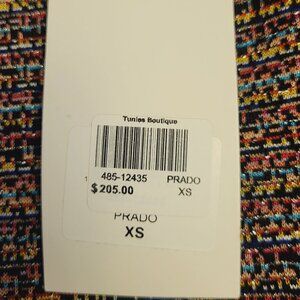 Tunies Boutique
485-12435 PRADO
$205.00 XS
PRADO
XS